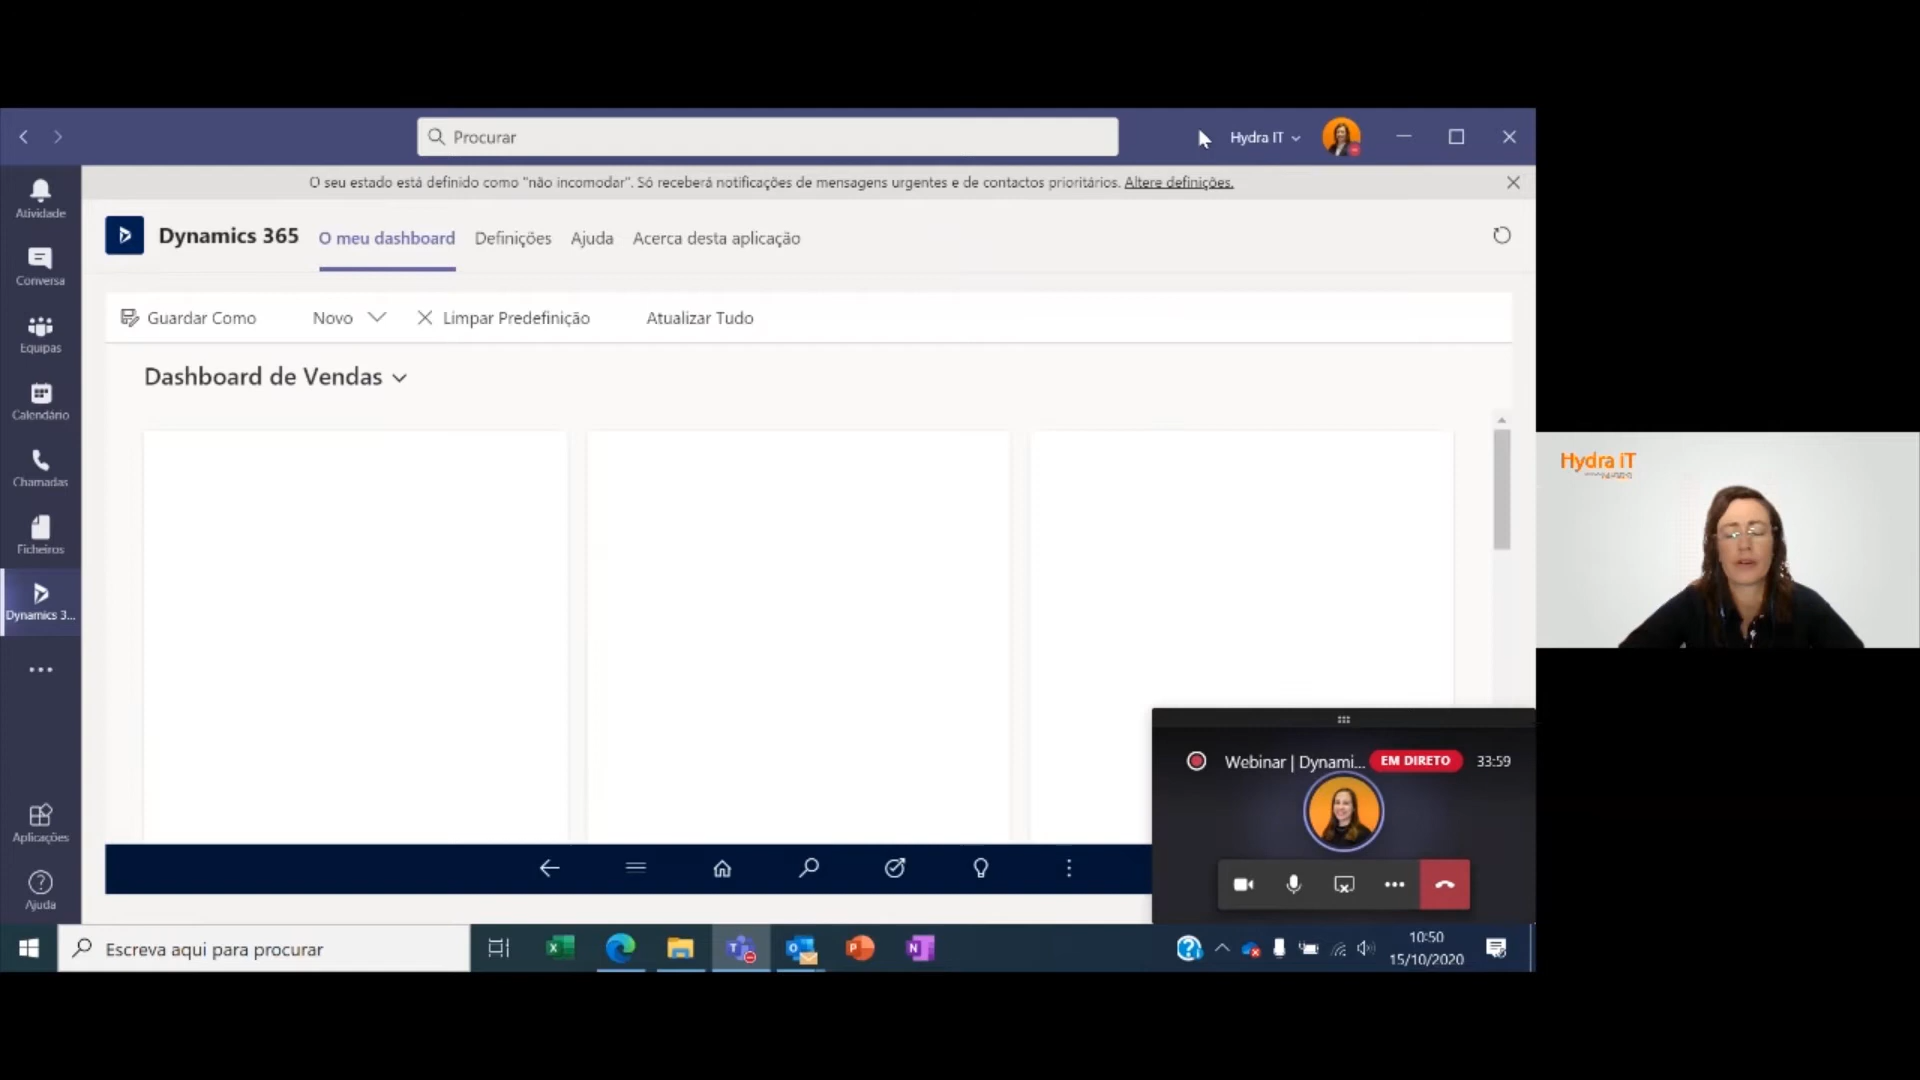 Procurar
Hydra IT
O seu estado está definido como "não incomodar". Só receberá notificações de mensagens urgentes e de contactos prioritários. Altere definições.
Atividade
Conversa
Equipas
Calendário
Chamadas
Ficheiros
Dynamics 3...
Aplicações
Ajuda
Dynamics 365
O meu dashboard
Definições
Ajuda
Acerca desta aplicação
Guardar Como
Novo
Limpar Predefinição
Atualizar Tudo
Dashboard de Vendas
Hydra iT
Webinar | Dynami...
EM DIRETO
33:59
Escreva aqui para procurar
10:50
15/10/2020